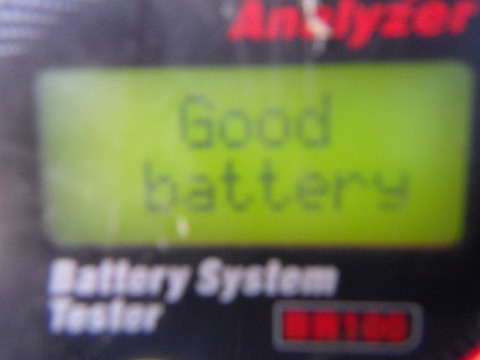 Analyzer
Good
battery
Battery System
Tester